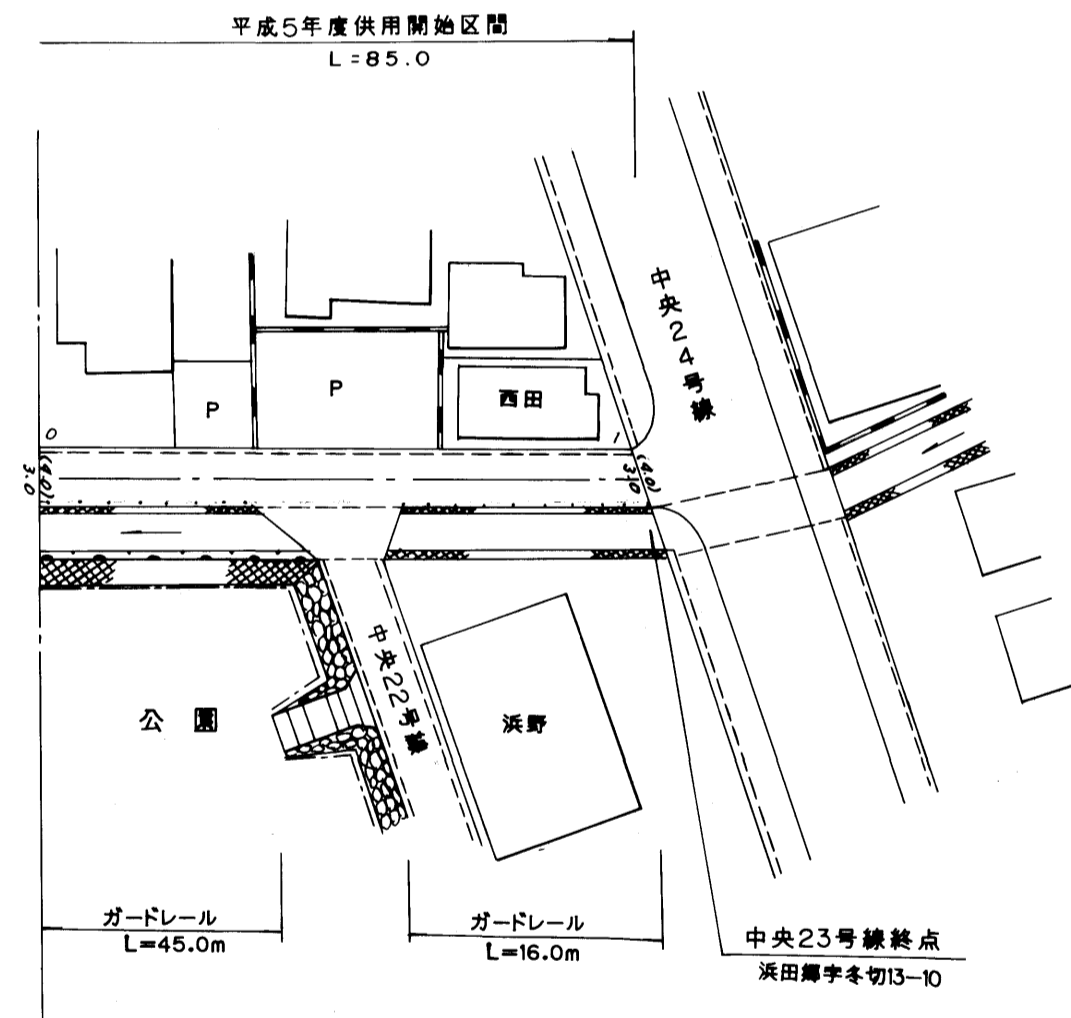 平成5年度供用開始区間
L=85.0
中央24号線
P
P
西田
0
1
(4.0)
3.0
(4.0)
3.0
中央22号線
公園
浜野
ガードレール
L=45.0m
ガードレール
L=16.0m
中央23号線終点
浜田郷字冬切13-10